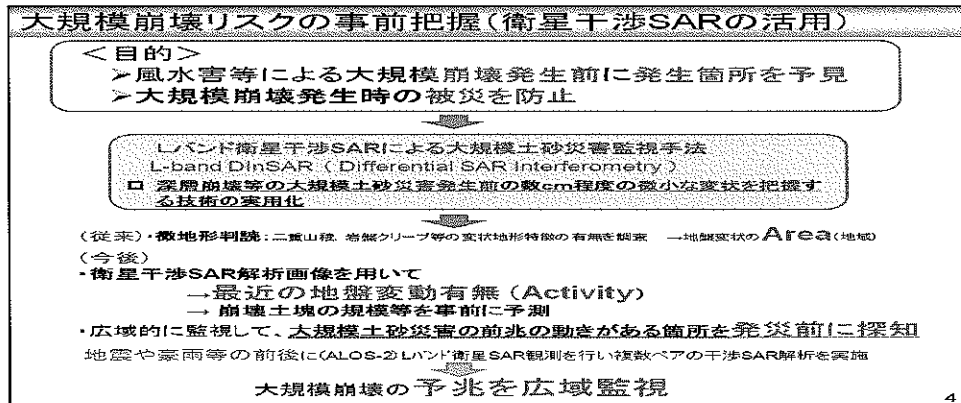 大規模崩壊リスクの事前把握(衛星干渉SARの活用)
<目的>
➢風水害等による大規模崩壊発生前に発生箇所を予見
➢大規模崩壊発生時の被災を防止
Lバンド衛星干渉SARによる大規模土砂災害監視手法
L-band DInSAR ( Differential SAR Interferometry )
□ 深層崩壊等の大規模土砂災害発生前の数cm程度の微小な変状を把握す
る技術の実用化
(従来)・微地形判読:二重山稜、岩盤クリープ等の変状地形特徴の有無を調査 →地盤変状のArea(地域)
(今後)
・衛星干渉SAR解析画像を用いて
→最近の地盤変動有無(Activity)
→ 崩壊土塊の規模等を事前に予測
・広域的に監視して、大規模土砂災害の前兆の動きがある箇所を発災前に探知
地震や豪雨等の前後に(ALOS-2)Lバンド衛星SAR観測を行い複数ペアの干渉SAR解析を実施
大規模崩壊の予兆を広域監視
4